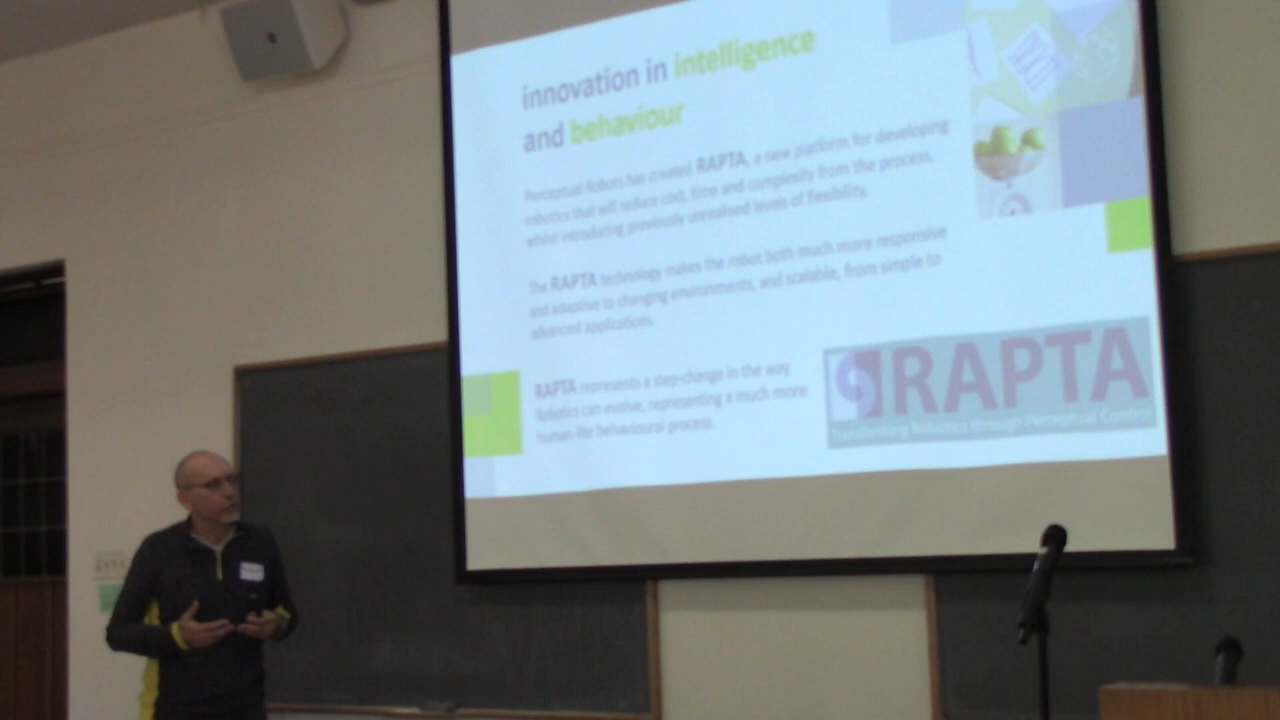 innovation in intelligence
and behaviour
Perceptual Robots has created RAPTA, a new platform for developing
robotics that will reduce cost, time and complexity from the process,
whilst introducing previously unrealised levels of flexibility.
The RAPTA technology makes the robot both much more responsive
and adaptive to changing environments, and scalable, from simple to
advanced applications.
RAPTA represents a step-change in the way
Robotics can evolve, representing a much more
human-like behavioural process.
RAPTA
Transforming Robotics through Perceptual Control